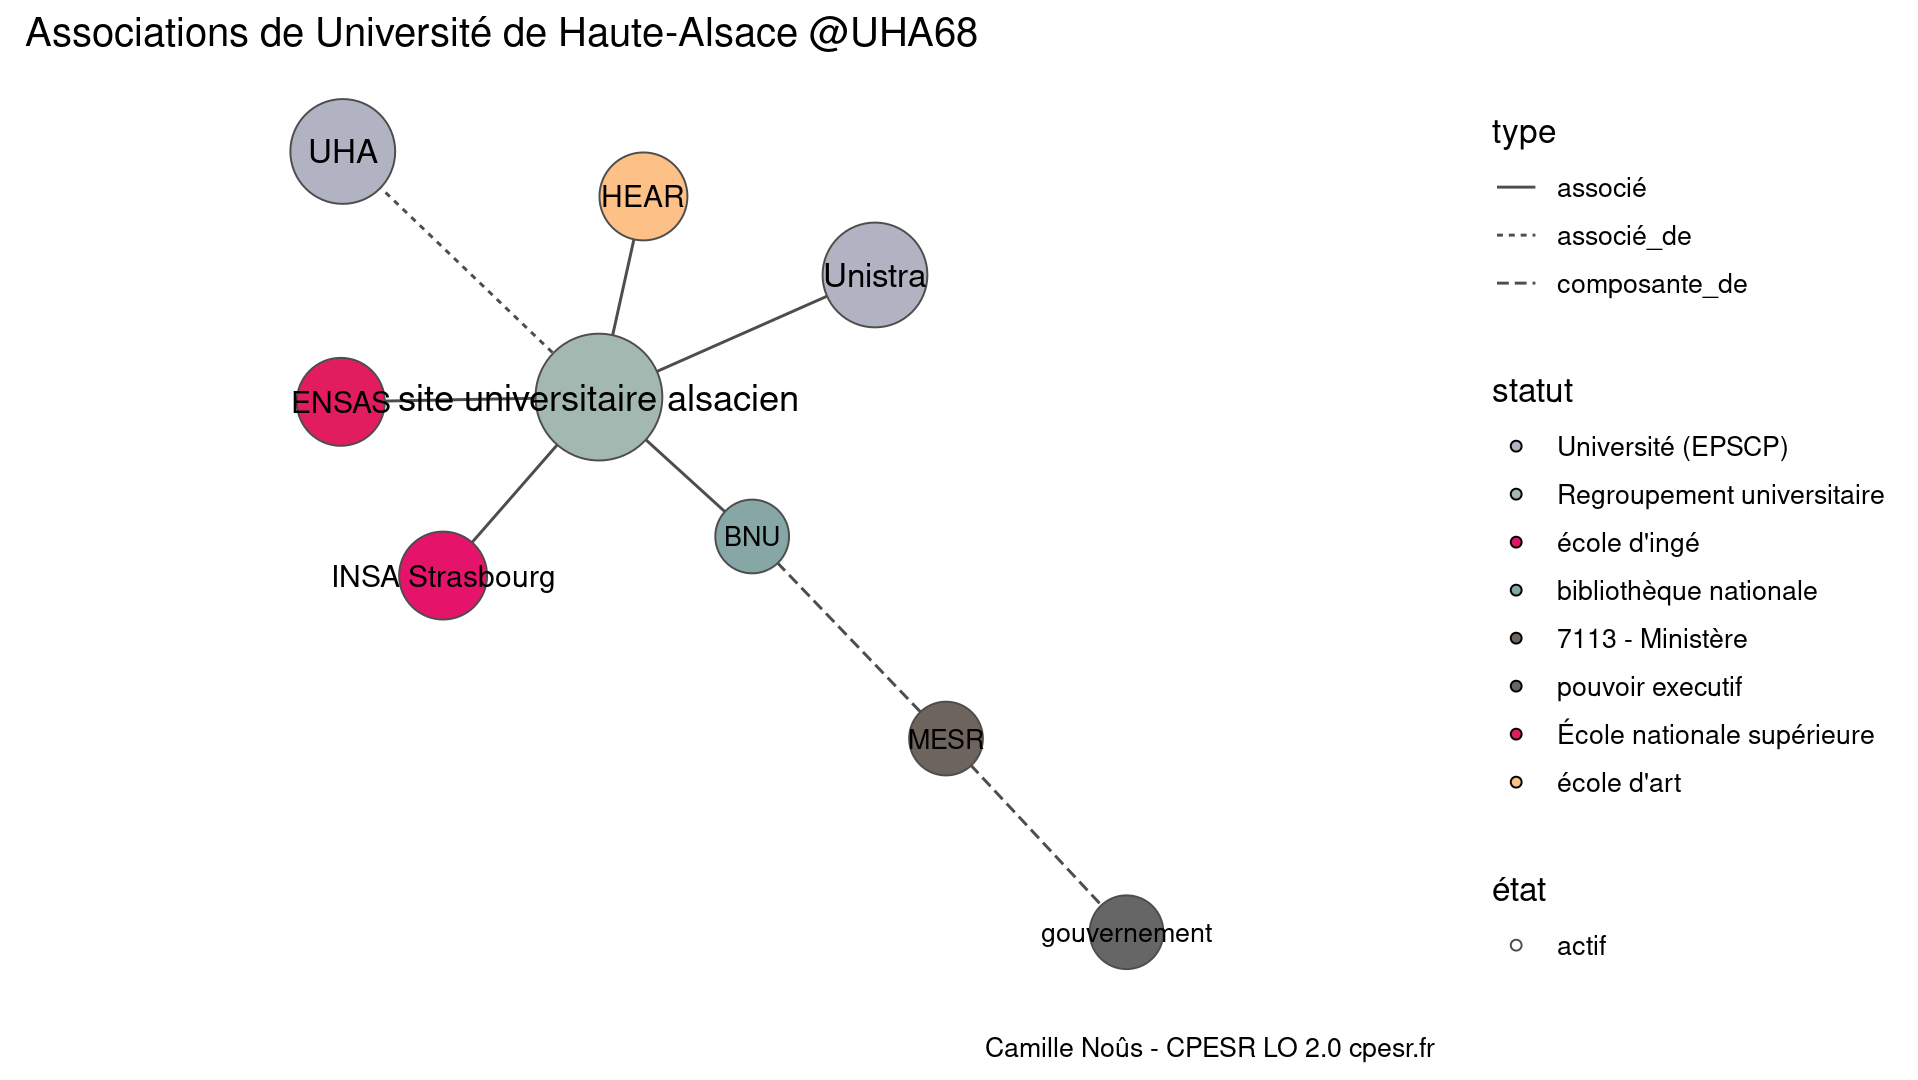 Associations de Université de Haute-Alsace @UHA68
UHA
HEAR
Unistra
ENSAS
site universitaire alsacien
BNU
INSA Strasbourg
MESR
gouvernement
type
associé
associé_de
composante_de
statut
Université (EPSCP)
Regroupement universitaire
école d'ingé
bibliothèque nationale
7113 - Ministère
pouvoir executif
École nationale supérieure
école d'art
état
actif
Camille Noûs - CPESR LO 2.0 cpesr.fr